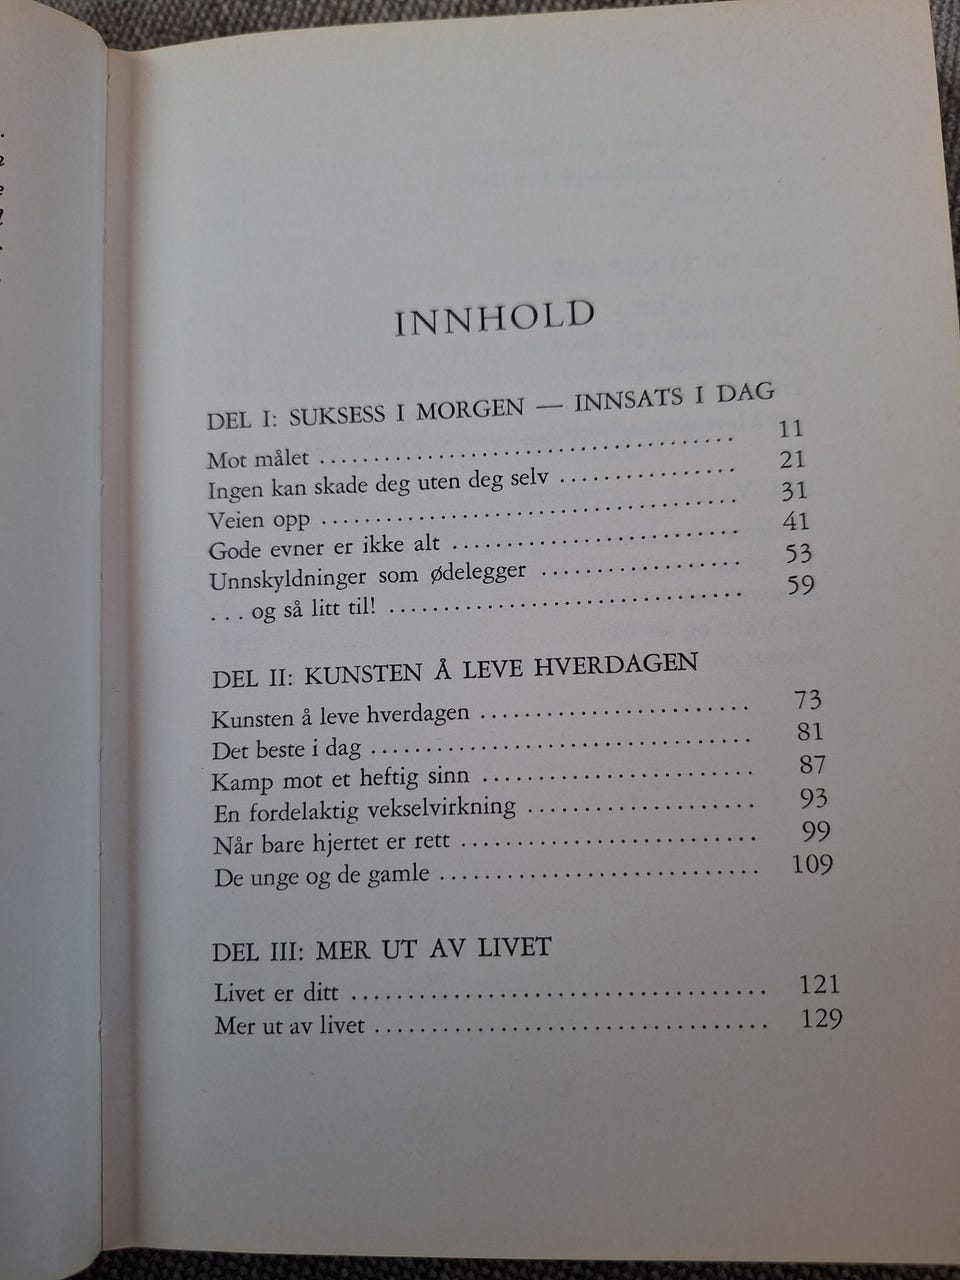 INNHOLD
DEL I: SUKSESS I MORGEN — INNSATS I DAG
Mot målet 11
Ingen kan skade deg uten deg selv 21
Veien opp 31
Gode evner er ikke alt 41
Unnskyldninger som ødelegger 53
. . . og så litt til! 59
DEL II: KUNSTEN Å LEVE HVERDAGEN
Kunsten å leve hverdagen 73
Det beste i dag 81
Kamp mot et heftig sinn 87
En fordelaktig vekselvirkning 93
Når bare hjertet er rett 99
De unge og de gamle 109
DEL III: MER UT AV LIVET
Livet er ditt 121
Mer ut av livet 129